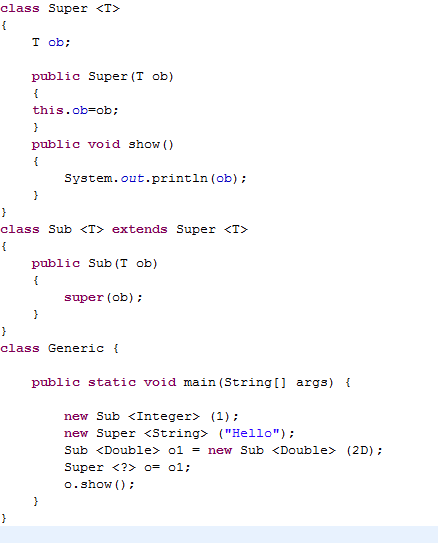 class Super <T>
{
    T ob;

    public Super(T ob)
    {
    this.ob=ob;
    }
    public void show()
    {
        System.out.println(ob);
    }
}
class Sub <T> extends Super <T>
{
    public Sub(T ob)
    {
        super(ob);
    }
}
class Generic {

    public static void main(String[] args) {

        new Sub <Integer> (1);
        new Super <String> ("Hello");
        Sub <Double> o1 = new Sub <Double> (2D);
        Super <?> o= o1;
        o.show();
    }
}